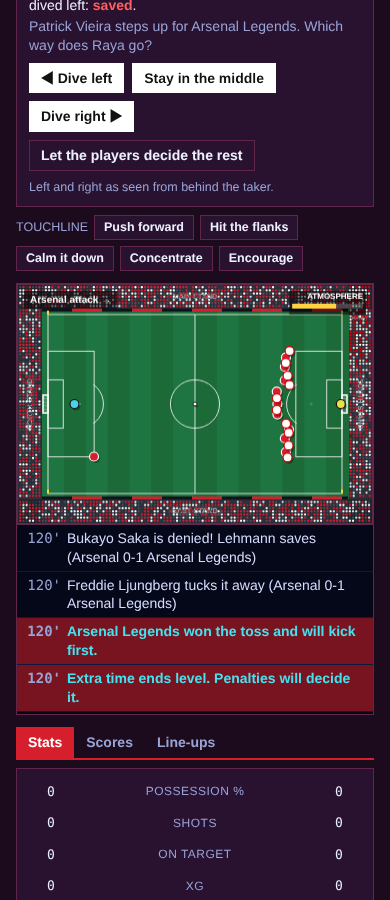 dived left: saved.
Patrick Vieira steps up for Arsenal Legends. Which
way does Raya go?
◀ Dive left
Stay in the middle
Dive right ▶
Let the players decide the rest
Left and right as seen from behind the taker.
TOUCHLINE
Push forward
Hit the flanks
Calm it down
Concentrate
Encourage
Arsenal attack
ATMOSPHERE
120' Bukayo Saka is denied! Lehmann saves
(Arsenal 0-1 Arsenal Legends)
120' Freddie Ljungberg tucks it away (Arsenal 0-1
Arsenal Legends)
120' Arsenal Legends won the toss and will kick
first.
120' Extra time ends level. Penalties will decide
it.
Stats
Scores
Line-ups
0 POSSESSION % 0
0 SHOTS 0
0 ON TARGET 0
0 XG 0